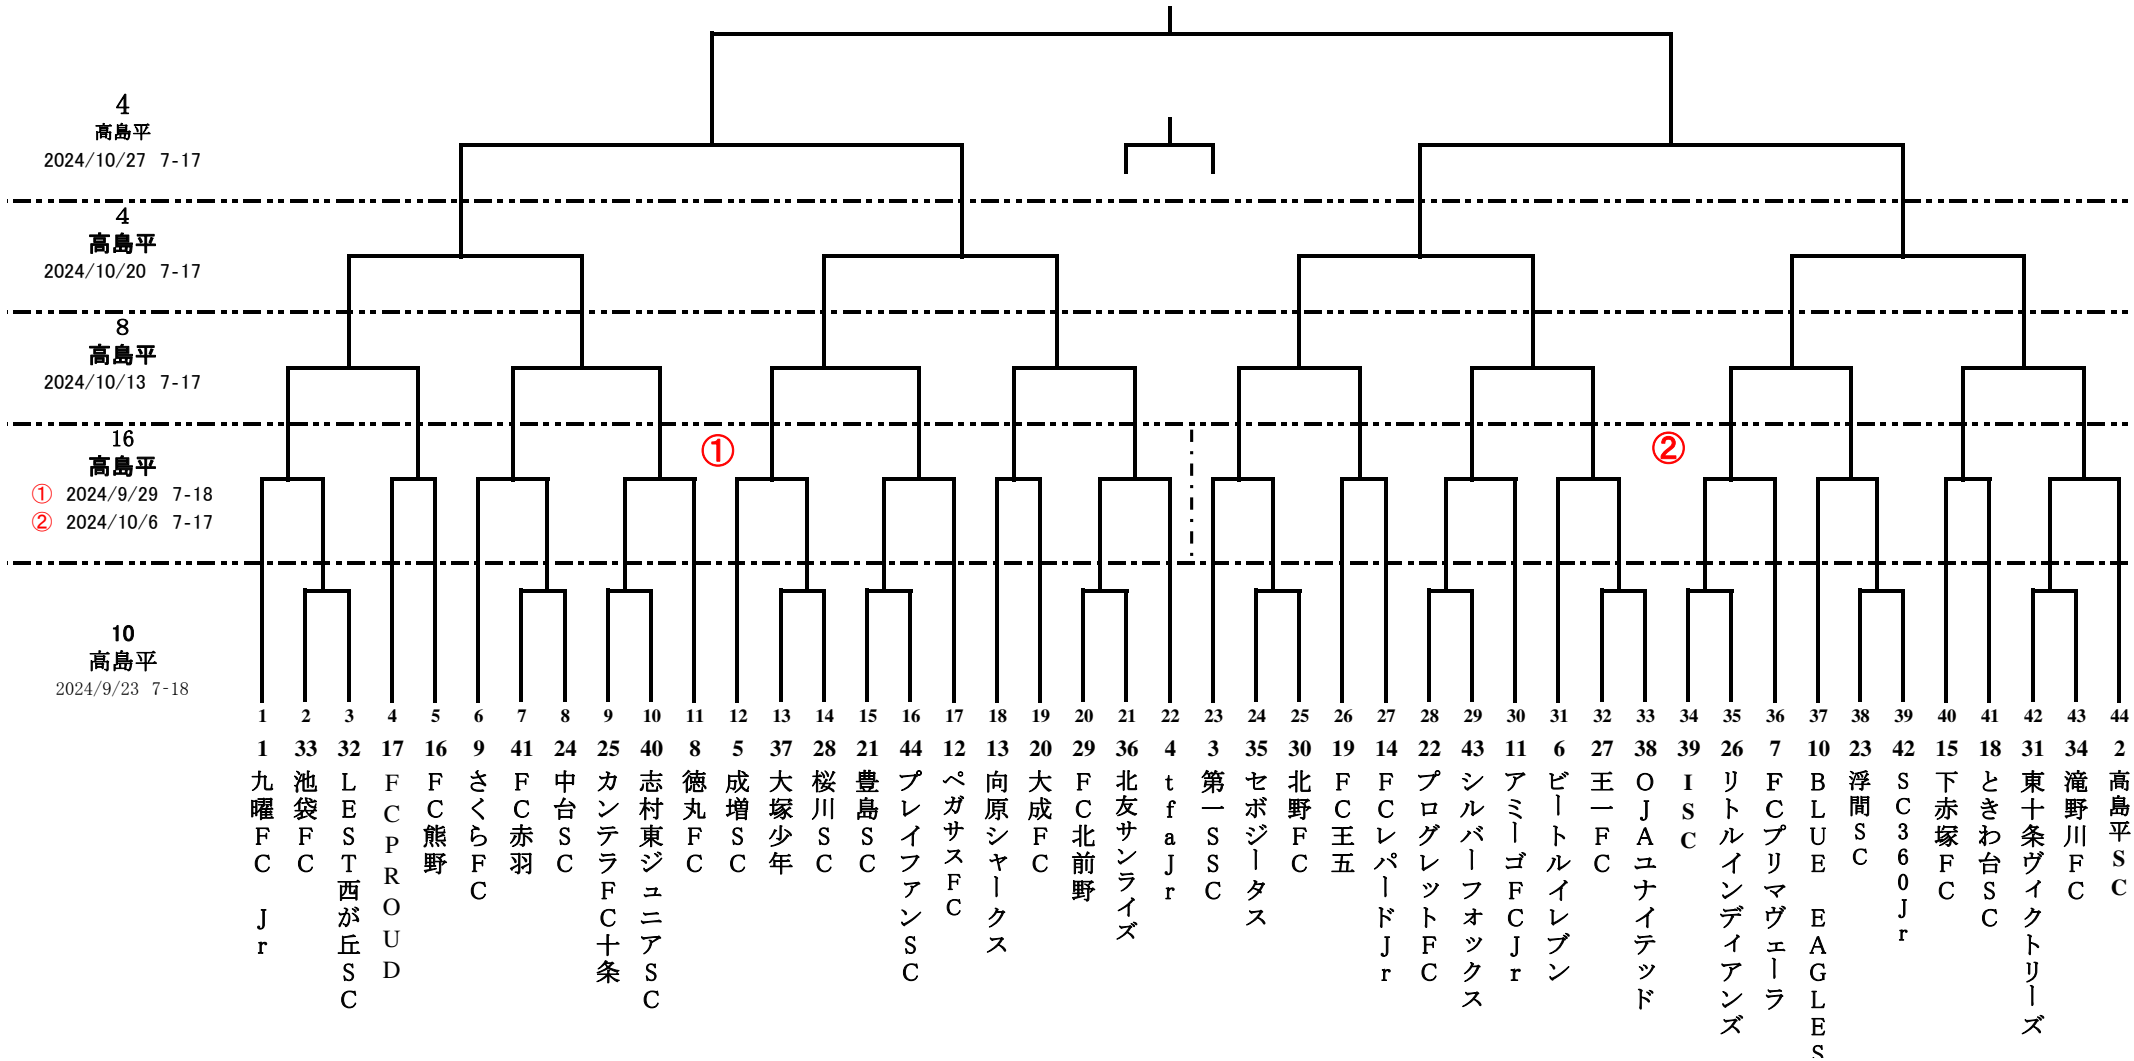 4
高島平
2024/10/27 7-17
4
高島平
2024/10/20 7-17
8
高島平
2024/10/13 7-17
16
高島平
① 2024/9/29 7-18
② 2024/10/6 7-17
①
②
10
高島平
2024/9/23 7-18
1 2 3 4 5 6 7 8 9 10 11 12 13 14 15 16 17 18 19 20 21 22 23 24 25 26 27 28 29 30 31 32 33 34 35 36 37 38 39 40 41 42 43 44
1 33 32 17 16 9 41 24 25 40 8 5 37 28 21 44 12 13 20 29 36 4 3 35 30 19 14 22 43 11 6 27 38 39 26 7 10 23 42 15 18 31 34 2
九曜FC Jr
池袋FC
LEST西が丘SC
FCPROUD
FC熊野
さくらFC
FC赤羽
中台SC
カンテラFC十条
志村東ジュニアSC
徳丸FC
成増SC
大塚少年
桜川SC
豊島SC
プレイファンSC
ペガサスFC
向原シャークス
大成FC
FC北前野
北友サンライズ
tfaJr
第一SSC
セボジータス
北野FC
FC王五
FCレパードJr
プログレットFC
シルバーフォックス
アミーゴFCJr
ビートルイレブン
王一FC
OJAユナイテッド
ISC
リトルインディアンズ
FCプリマヴェーラ
BLUE EAGLES
浮間SC
SC360Jr
下赤塚FC
ときわ台SC
東十条ヴィクトリーズ
滝野川FC
高島平SC